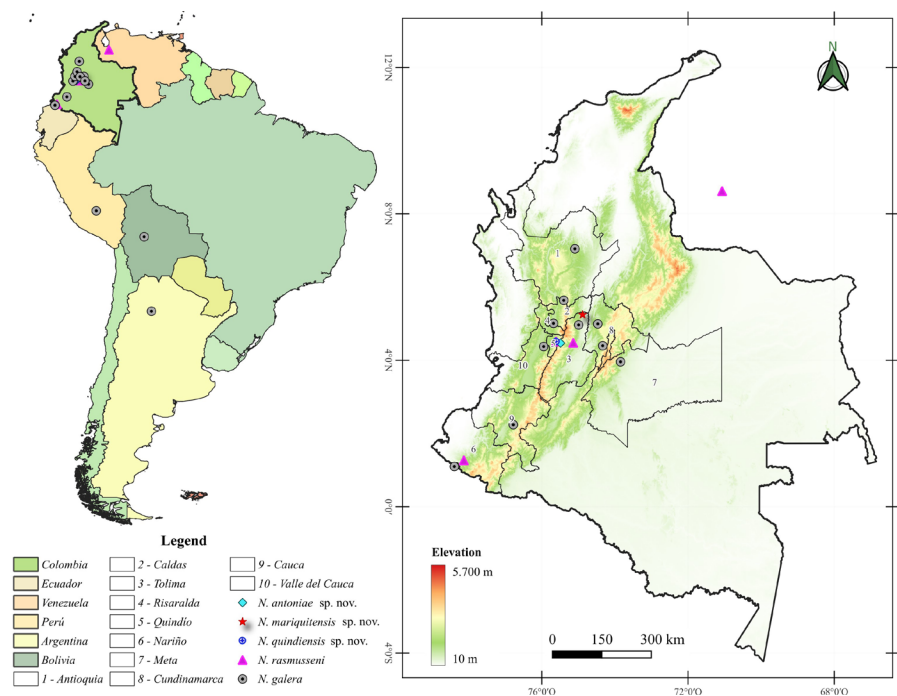 N
12°0'N
8°0'N
4°0'N
0°0'
4°0'S
76°0'W
72°0'W
68°0'W
1
2
4
5
3
8
10
7
9
6
Elevation
5.700 m
10 m
0 150 300 km
Legend
Colombia
Ecuador
Venezuela
Perú
Argentina
Bolivia
1 - Antioquia
2 - Caldas
3 - Tolima
4 - Risaralda
5 - Quindío
6 - Nariño
7 - Meta
8 - Cundinamarca
9 - Cauca
10 - Valle del Cauca
N. antoniae sp. nov.
N. mariquitensis sp. nov.
N. quindiensis sp. nov.
N. rasmusseni
N. galera